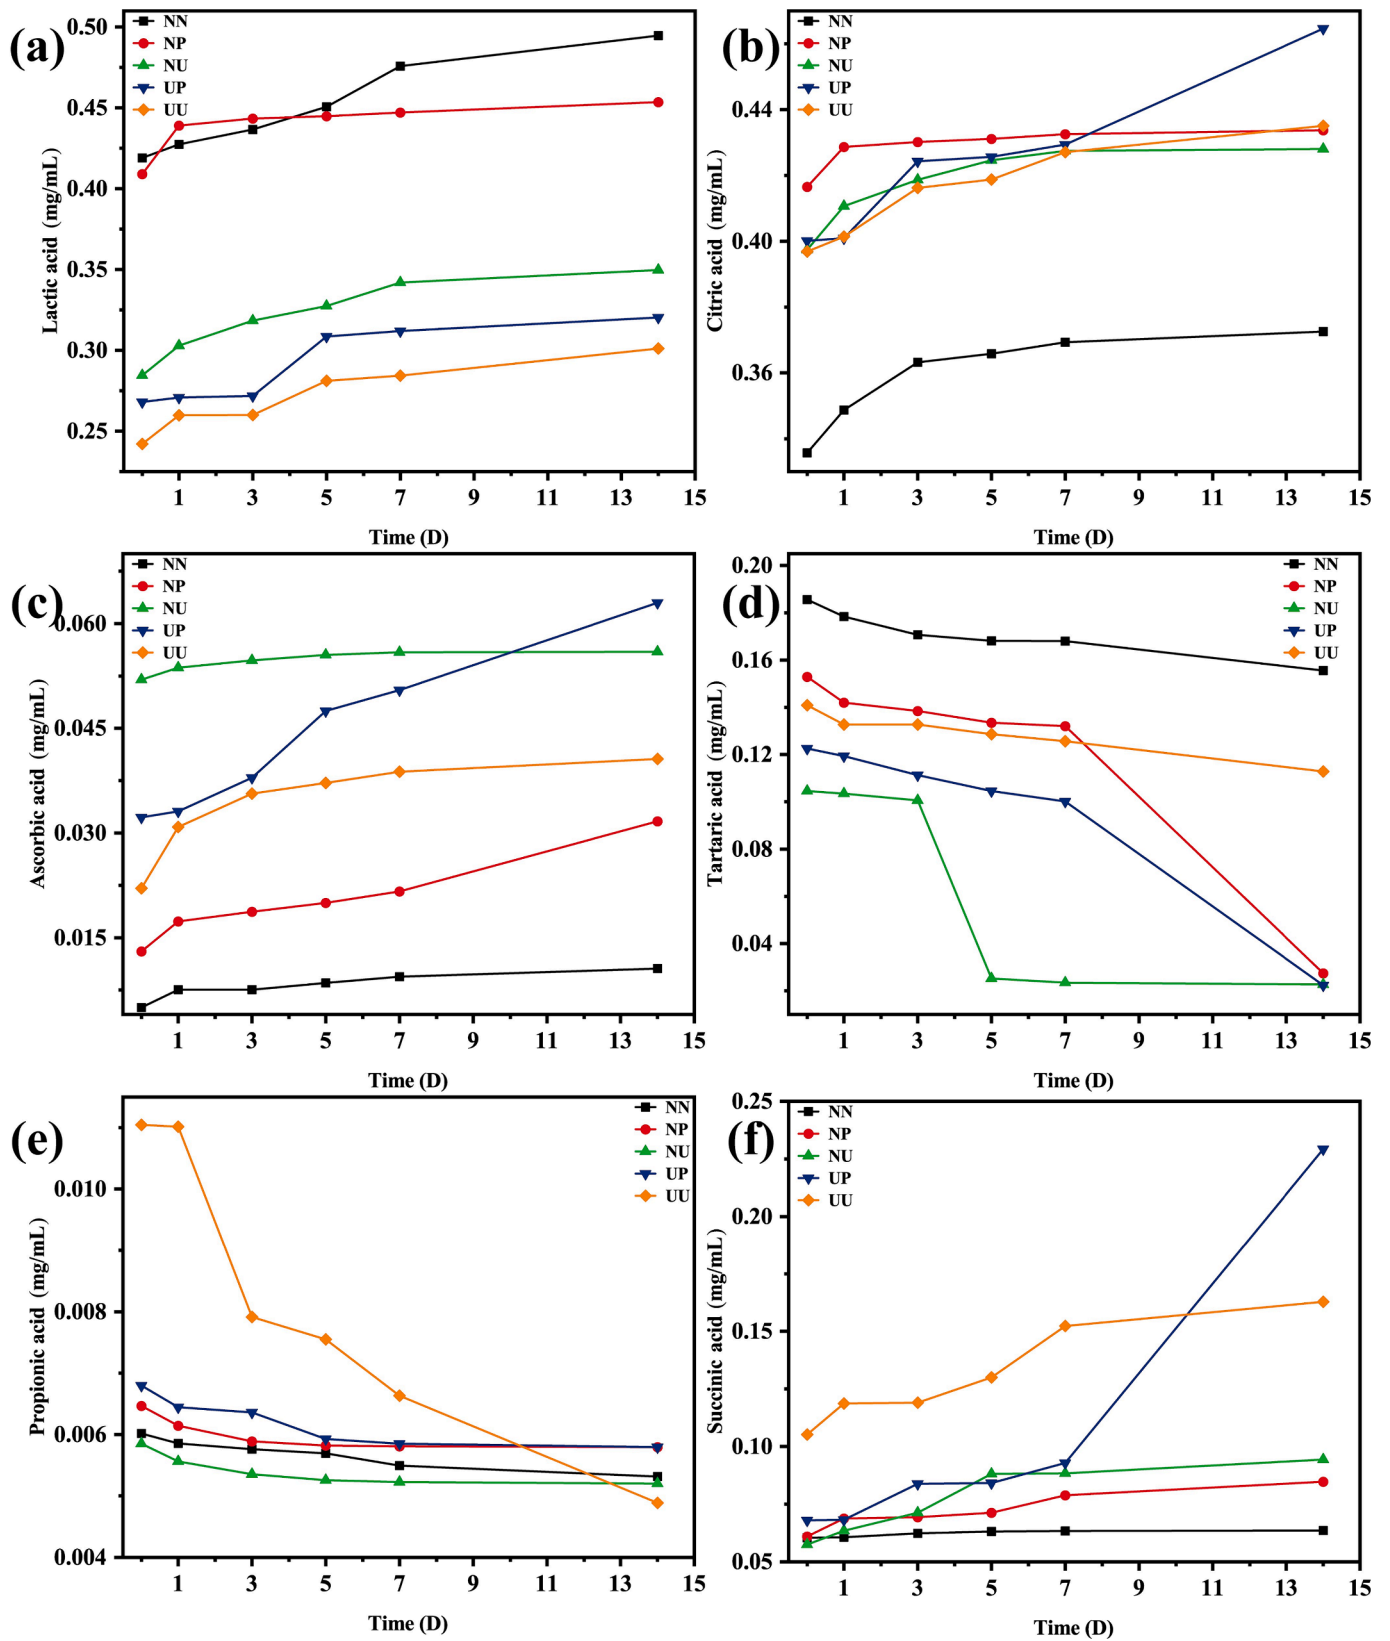 (a)
NN
NP
NU
UP
UU
0.50
0.45
0.40
0.35
0.30
0.25
Lactic acid (mg/mL)
1 3 5 7 9 11 13 15
Time (D)
(b)
NN
NP
NU
UP
UU
0.44
0.40
0.36
Citric acid (mg/mL)
1 3 5 7 9 11 13 15
Time (D)
(c)
NN
NP
NU
UP
UU
0.060
0.045
0.030
0.015
Ascorbic acid (mg/mL)
1 3 5 7 9 11 13 15
Time (D)
(d)
NN
NP
NU
UP
UU
0.20
0.16
0.12
0.08
0.04
Tartaric acid (mg/mL)
1 3 5 7 9 11 13 15
Time (D)
(e)
NN
NP
NU
UP
UU
0.010
0.008
0.006
0.004
Propionic acid (mg/mL)
1 3 5 7 9 11 13 15
Time (D)
(f)
NN
NP
NU
UP
UU
0.25
0.20
0.15
0.10
0.05
Succinic acid (mg/mL)
1 3 5 7 9 11 13 15
Time (D)